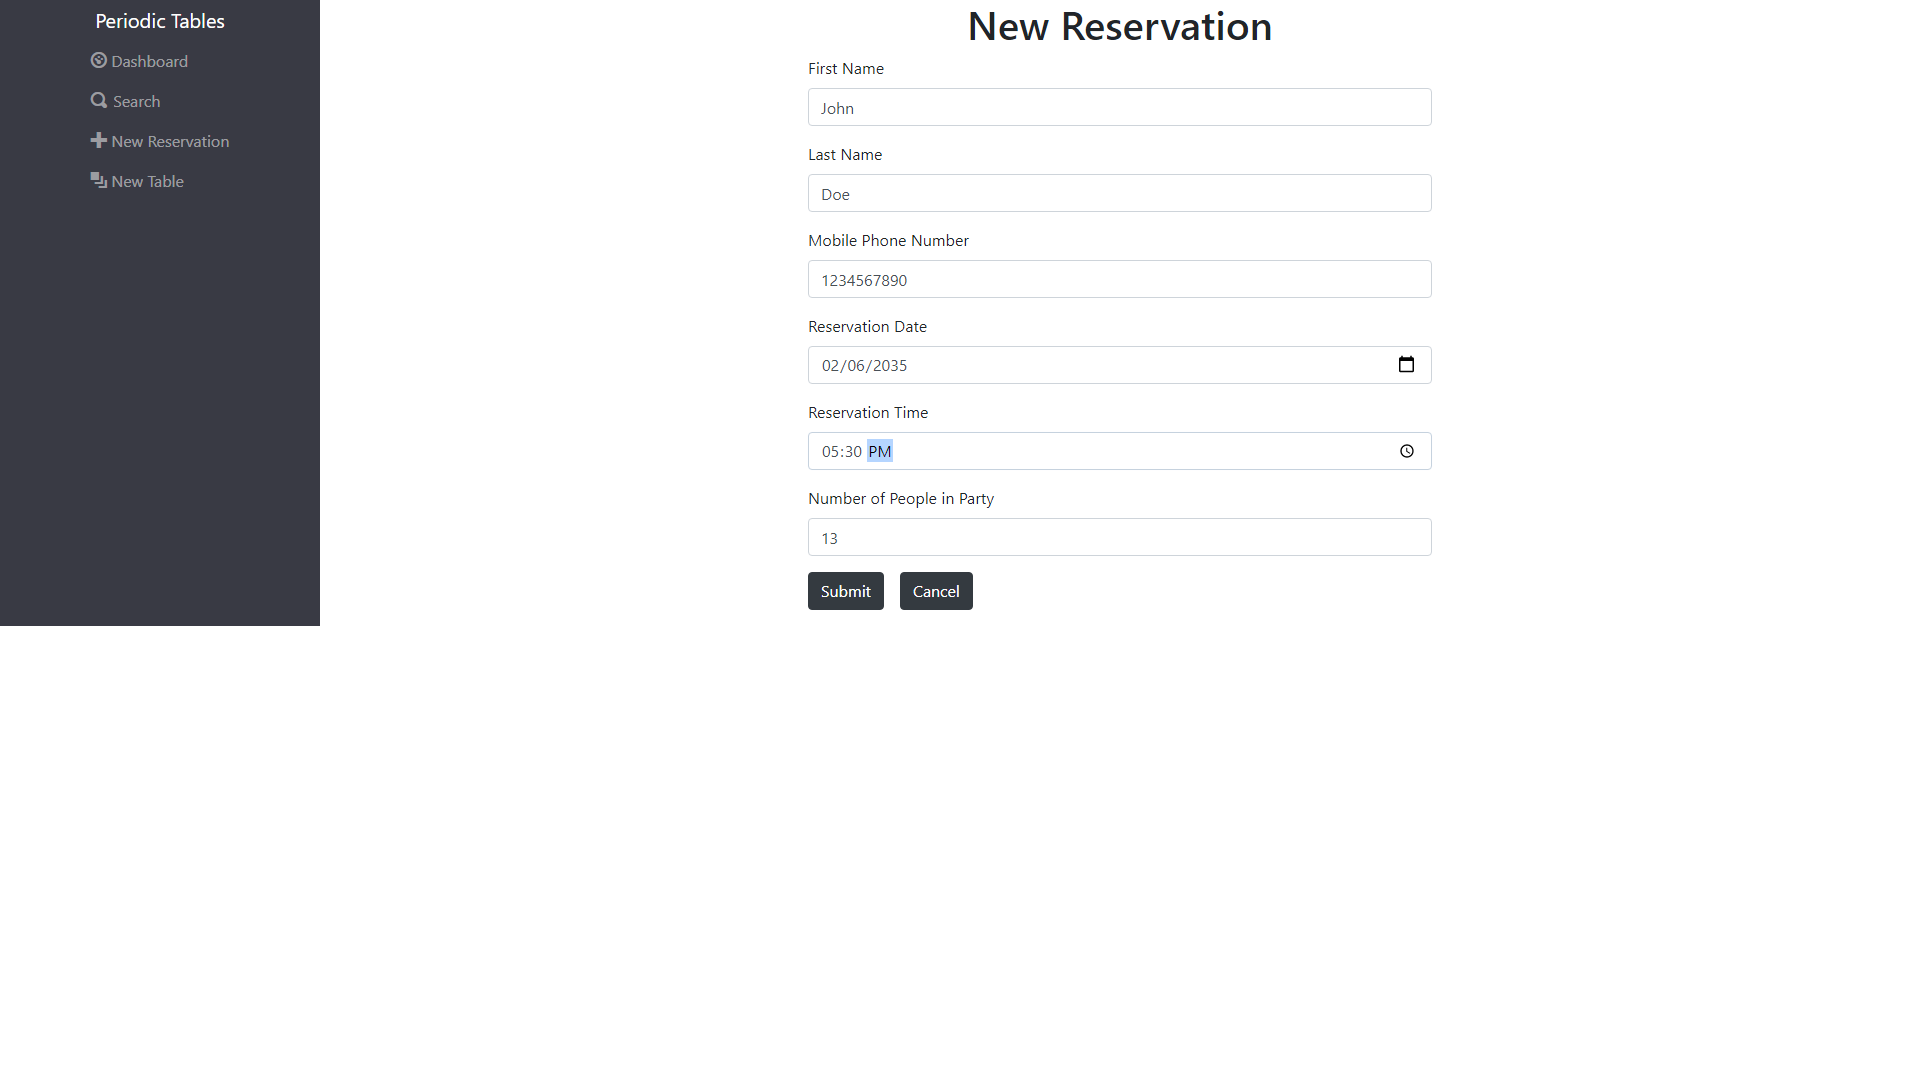 Periodic Tables
Dashboard
Search
New Reservation
New Table
New Reservation
First Name
John
Last Name
Doe
Mobile Phone Number
1234567890
Reservation Date
02/06/2035
Reservation Time
05:30 PM
Number of People in Party
13
Submit Cancel